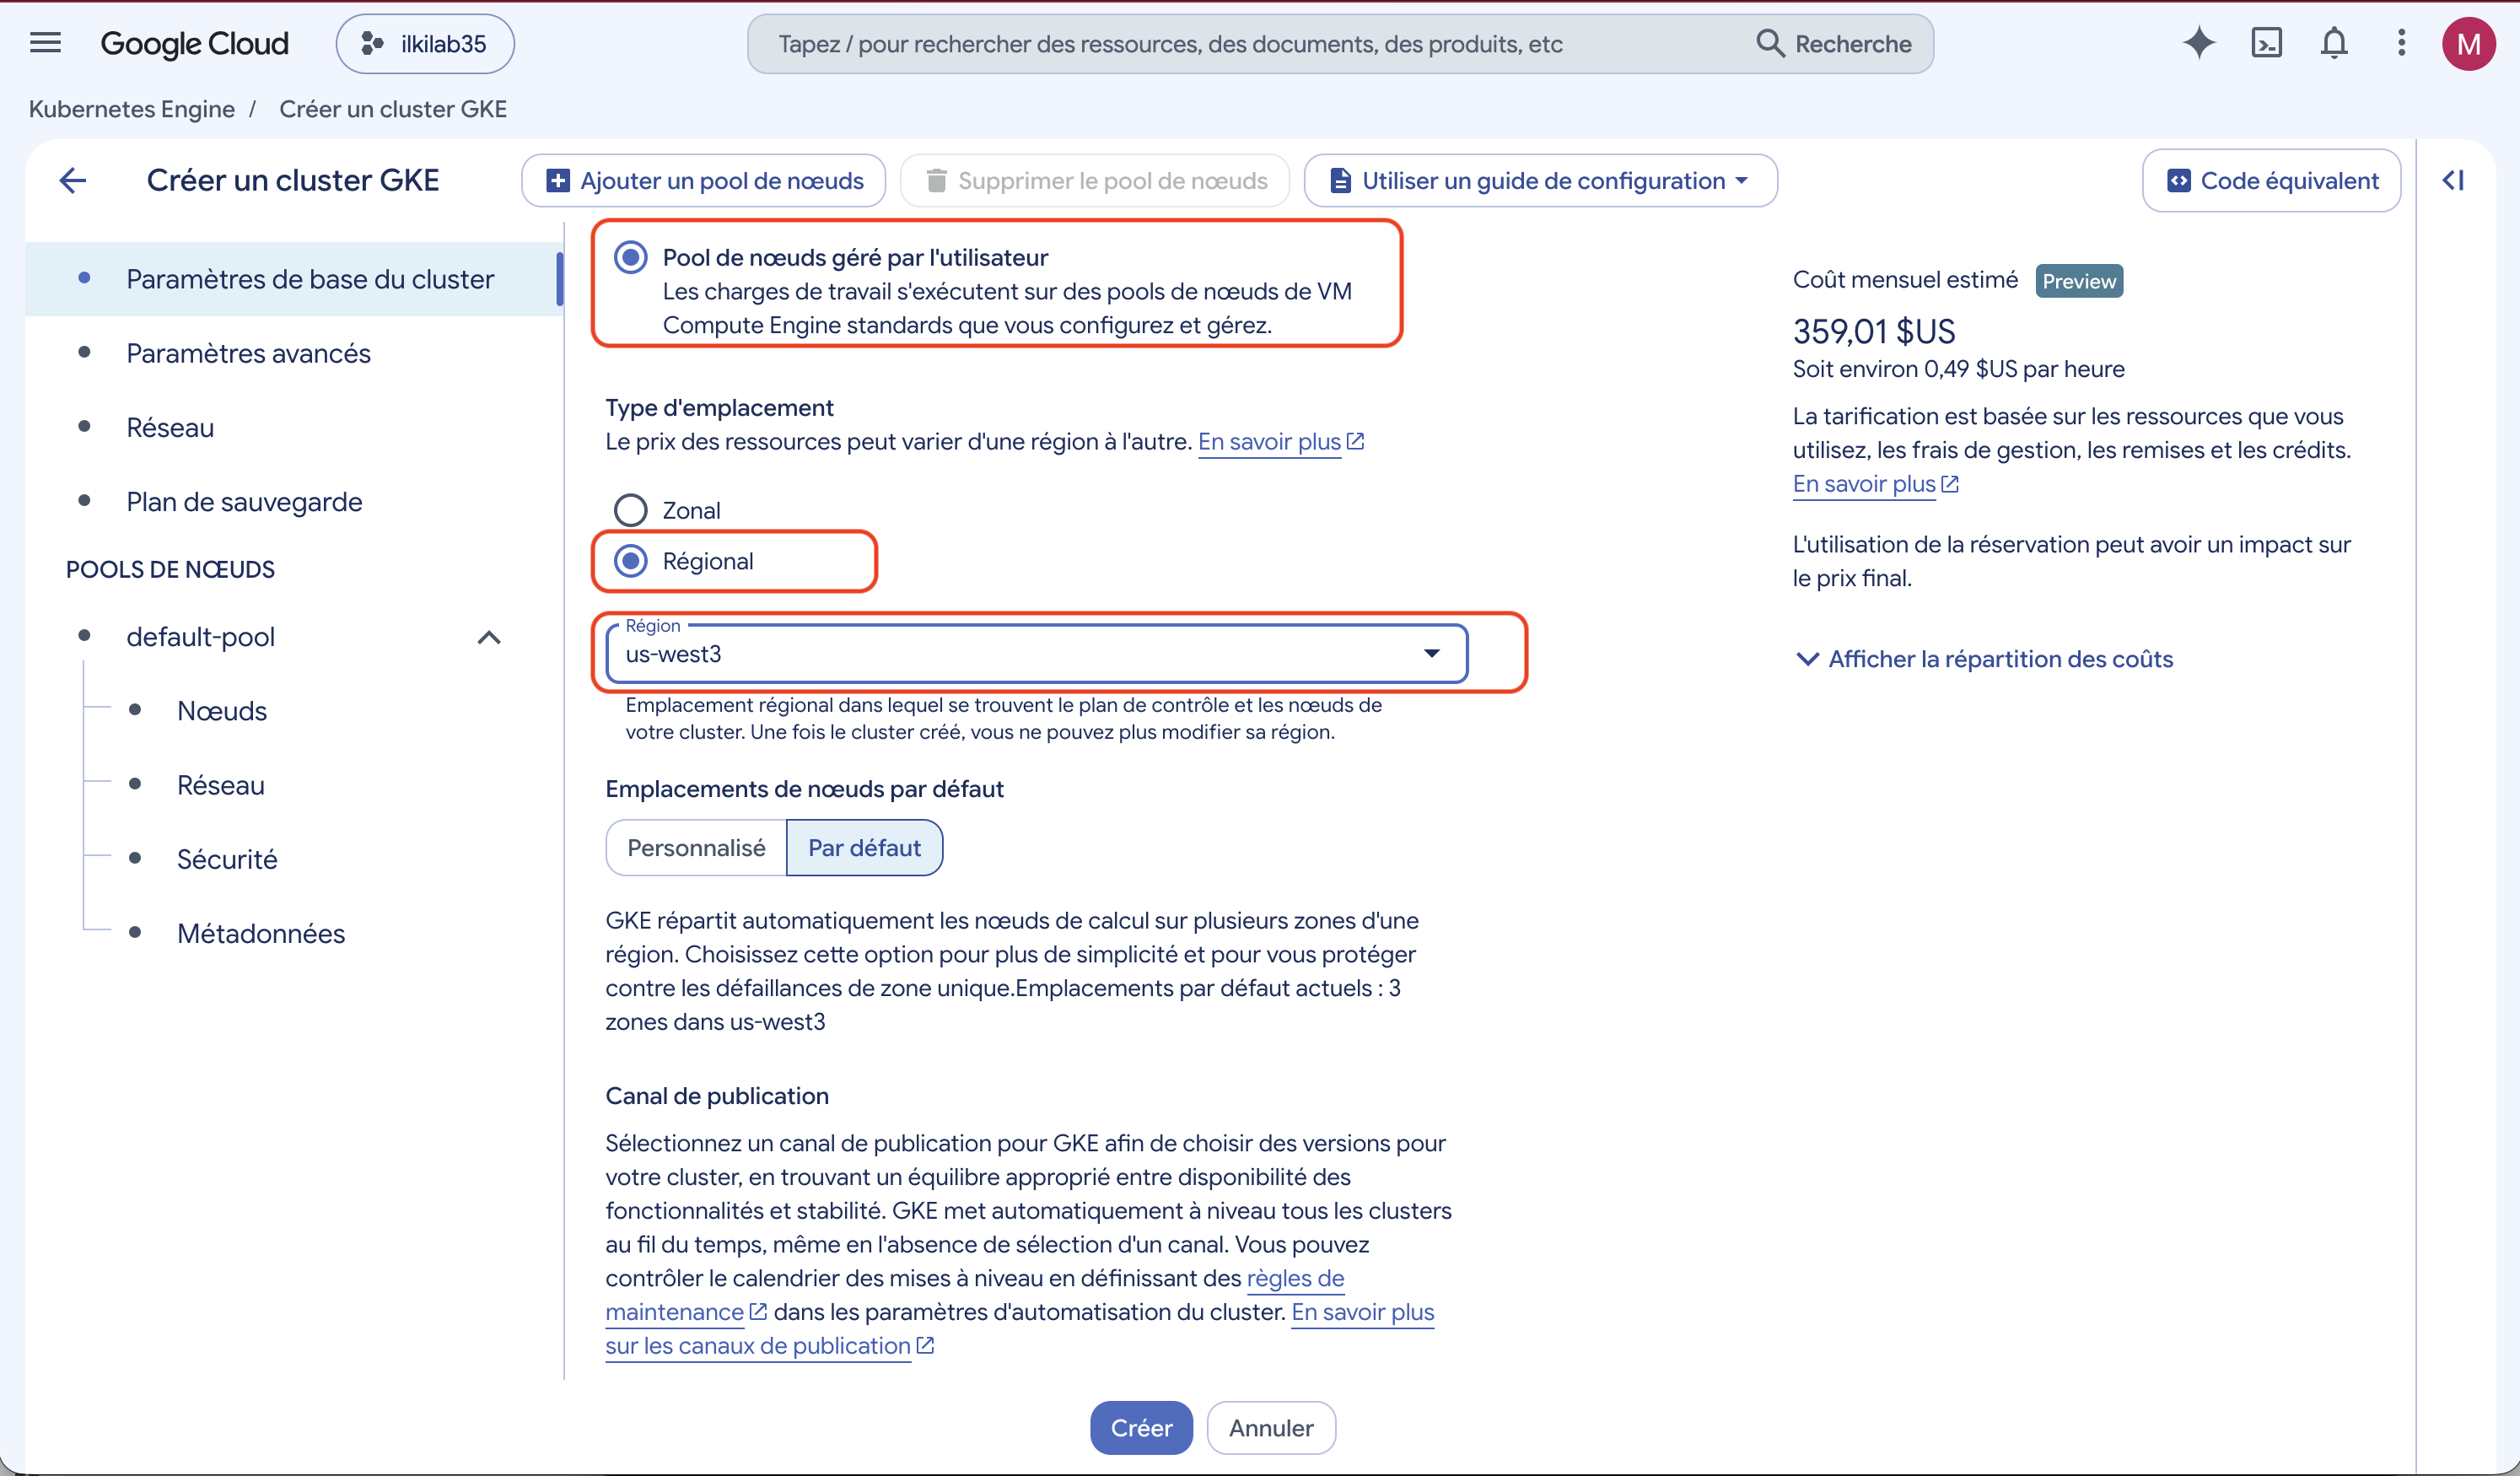 Google Cloud
ilkilab35
Tapez / pour rechercher des ressources, des documents, des produits, etc
Recherche
M
Kubernetes Engine / Créer un cluster GKE
Créer un cluster GKE
Ajouter un pool de nœuds
Supprimer le pool de nœuds
Utiliser un guide de configuration
Code équivalent
Paramètres de base du cluster
Paramètres avancés
Réseau
Plan de sauvegarde
POOLS DE NŒUDS
default-pool
Nœuds
Réseau
Sécurité
Métadonnées
Pool de nœuds géré par l'utilisateur
Les charges de travail s'exécutent sur des pools de nœuds de VM
Compute Engine standards que vous configurez et gérez.
Type d'emplacement
Le prix des ressources peut varier d'une région à l'autre. En savoir plus
Zonal
Régional
Région
us-west3
Emplacement régional dans lequel se trouvent le plan de contrôle et les nœuds de
votre cluster. Une fois le cluster créé, vous ne pouvez plus modifier sa région.
Emplacements de nœuds par défaut
Personnalisé
Par défaut
GKE répartit automatiquement les nœuds de calcul sur plusieurs zones d'une
région. Choisissez cette option pour plus de simplicité et pour vous protéger
contre les défaillances de zone unique.Emplacements par défaut actuels : 3
zones dans us-west3
Canal de publication
Sélectionnez un canal de publication pour GKE afin de choisir des versions pour
votre cluster, en trouvant un équilibre approprié entre disponibilité des
fonctionnalités et stabilité. GKE met automatiquement à niveau tous les clusters
au fil du temps, même en l'absence de sélection d'un canal. Vous pouvez
contrôler le calendrier des mises à niveau en définissant des règles de
maintenance dans les paramètres d'automatisation du cluster. En savoir plus
sur les canaux de publication
Créer
Annuler
Coût mensuel estimé Preview
359,01 $US
Soit environ 0,49 $US par heure
La tarification est basée sur les ressources que vous
utilisez, les frais de gestion, les remises et les crédits.
En savoir plus
L'utilisation de la réservation peut avoir un impact sur
le prix final.
Afficher la répartition des coûts